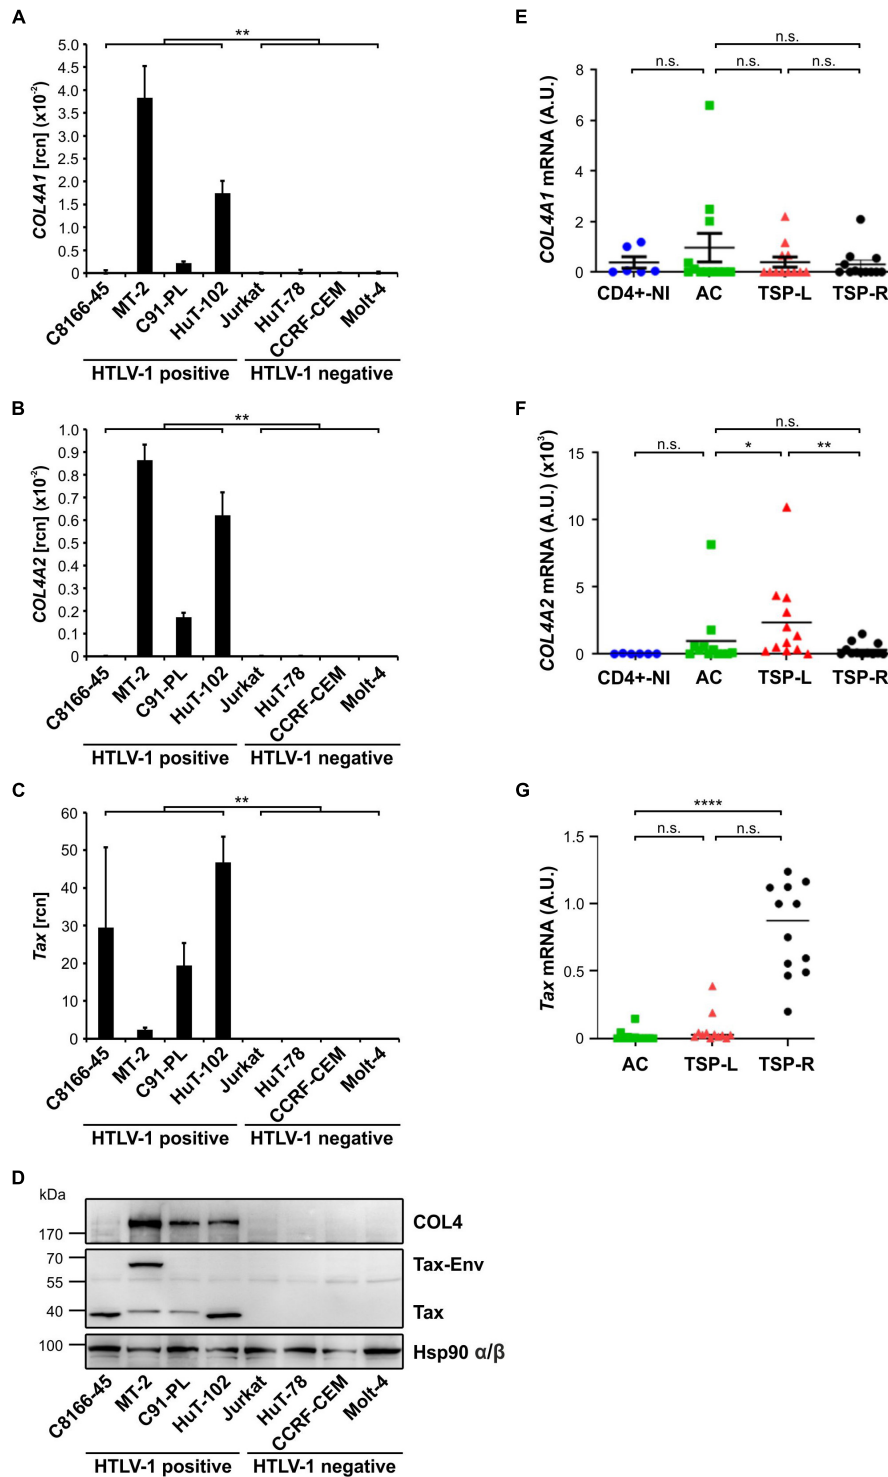 A
**
COL4A1 [rcn] (x10-2)
5.0
4.5
4.0
3.5
3.0
2.5
2.0
1.5
1.0
0.5
0
C8166-45
MT-2
C91-PL
HuT-102
Jurkat
HuT-78
CCRF-CEM
Molt-4
HTLV-1 positive
HTLV-1 negative
B
**
COL4A2 [rcn] (x10-2)
1.0
0.9
0.8
0.7
0.6
0.5
0.4
0.3
0.2
0.1
0
C8166-45
MT-2
C91-PL
HuT-102
Jurkat
HuT-78
CCRF-CEM
Molt-4
HTLV-1 positive
HTLV-1 negative
C
**
Tax [rcn]
60
50
40
30
20
10
0
C8166-45
MT-2
C91-PL
HuT-102
Jurkat
HuT-78
CCRF-CEM
Molt-4
HTLV-1 positive
HTLV-1 negative
D
kDa
170
COL4
70
Tax-Env
55
40
Tax
100
Hsp90 α/β
C8166-45
MT-2
C91-PL
HuT-102
Jurkat
HuT-78
CCRF-CEM
Molt-4
HTLV-1 positive
HTLV-1 negative
E
n.s.
n.s.
n.s.
n.s.
COL4A1 mRNA (A.U.)
8
6
4
2
0
CD4+-NI
AC
TSP-L
TSP-R
F
n.s.
n.s.
*
**
COL4A2 mRNA (A.U.) (x103)
15
10
5
0
CD4+-NI
AC
TSP-L
TSP-R
G
****
n.s.
n.s.
Tax mRNA (A.U.)
1.5
1.0
0.5
0
AC
TSP-L
TSP-R